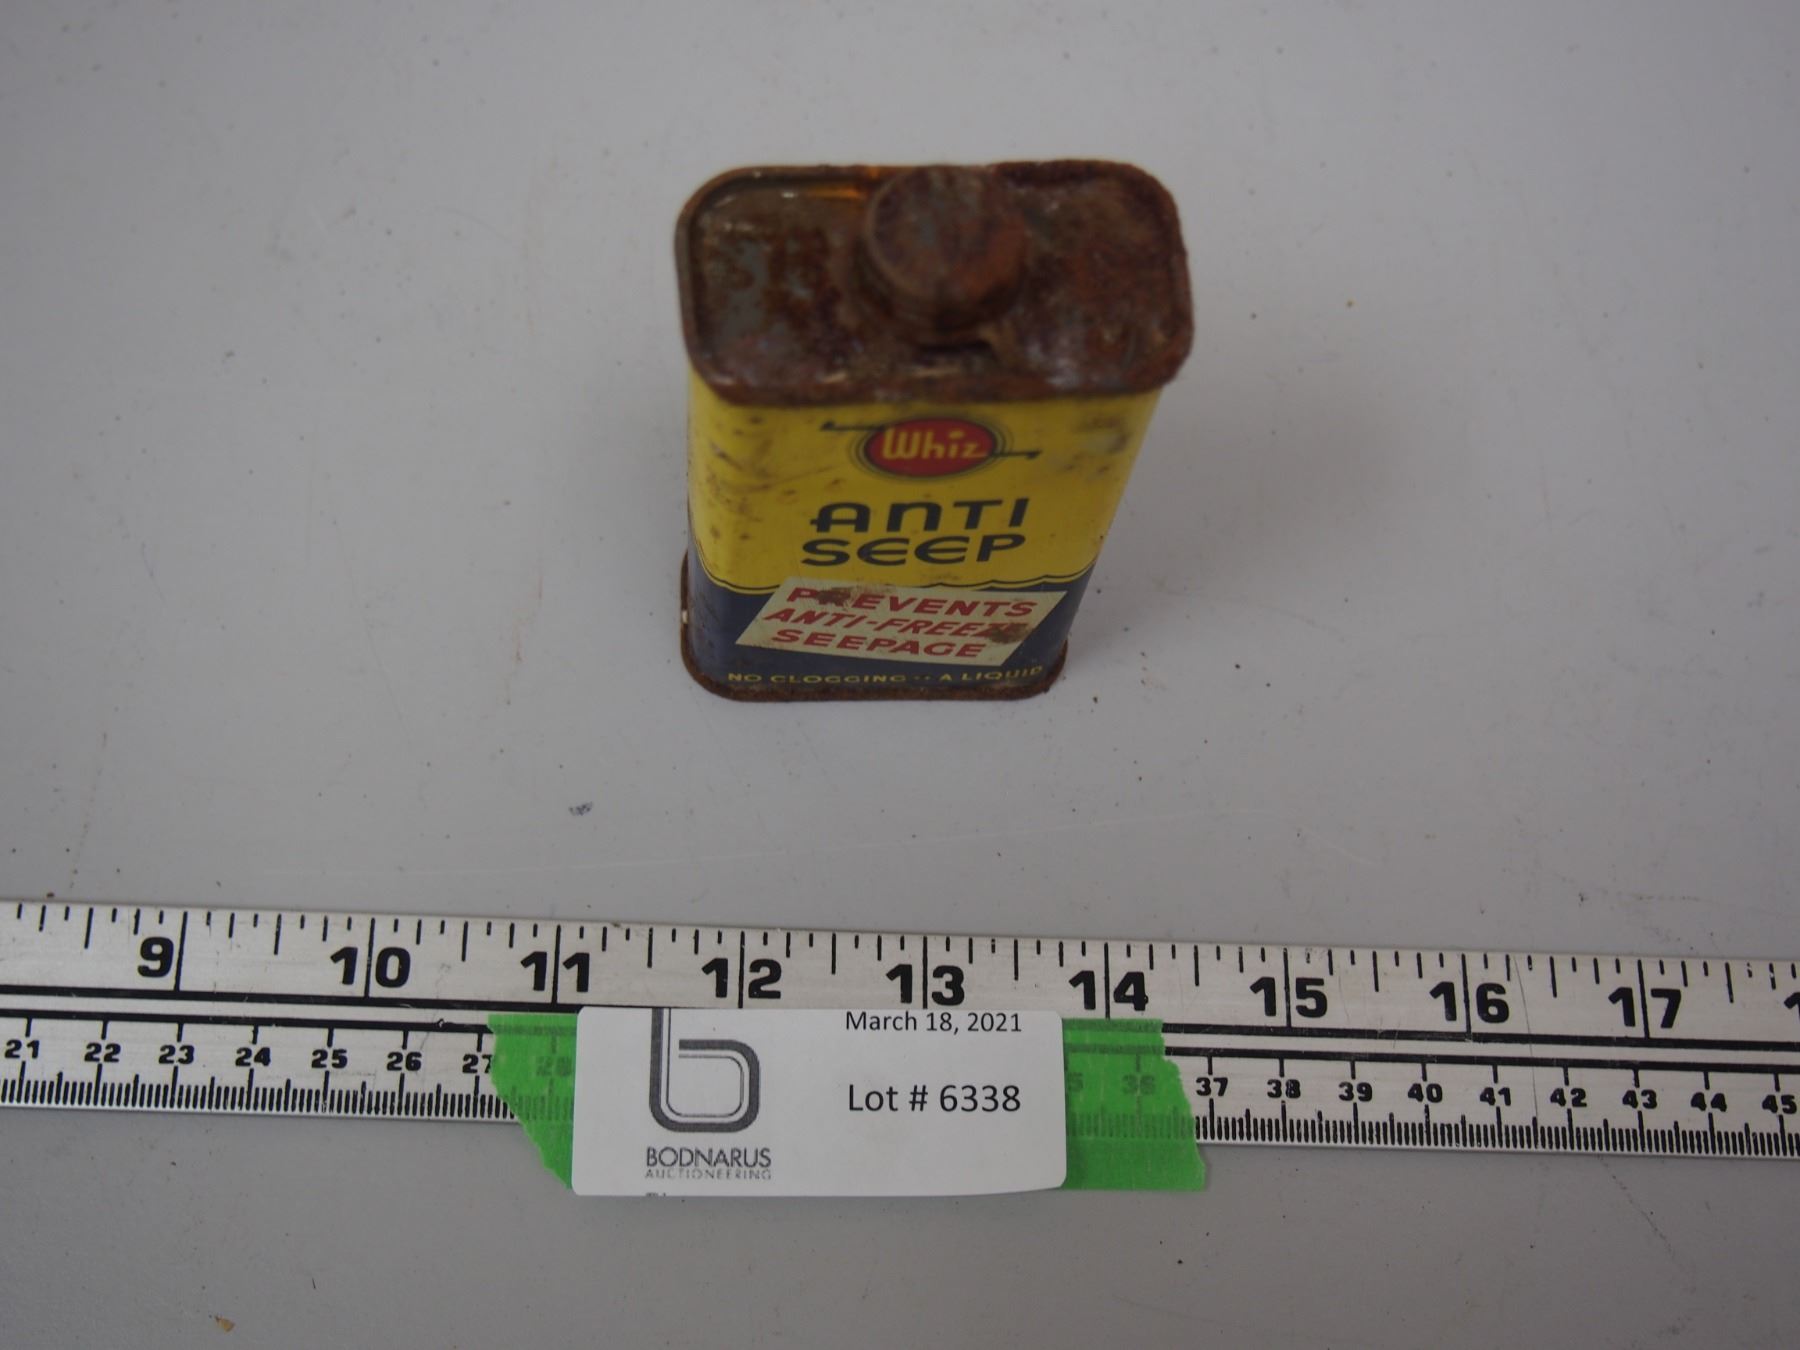 Whiz
ANTI
SEEP
PREVENTS
ANTI-FREEZE
SEEPAGE
NO CLOGGING·· A LIQUID
9 10 11 12 13 14 15 16 17
21 22 23 24 25 26 27 28 36 37 38 39 40 41 42 43 44 45
March 18, 2021
Lot # 6338
BODNARUS
AUCTIONEERING